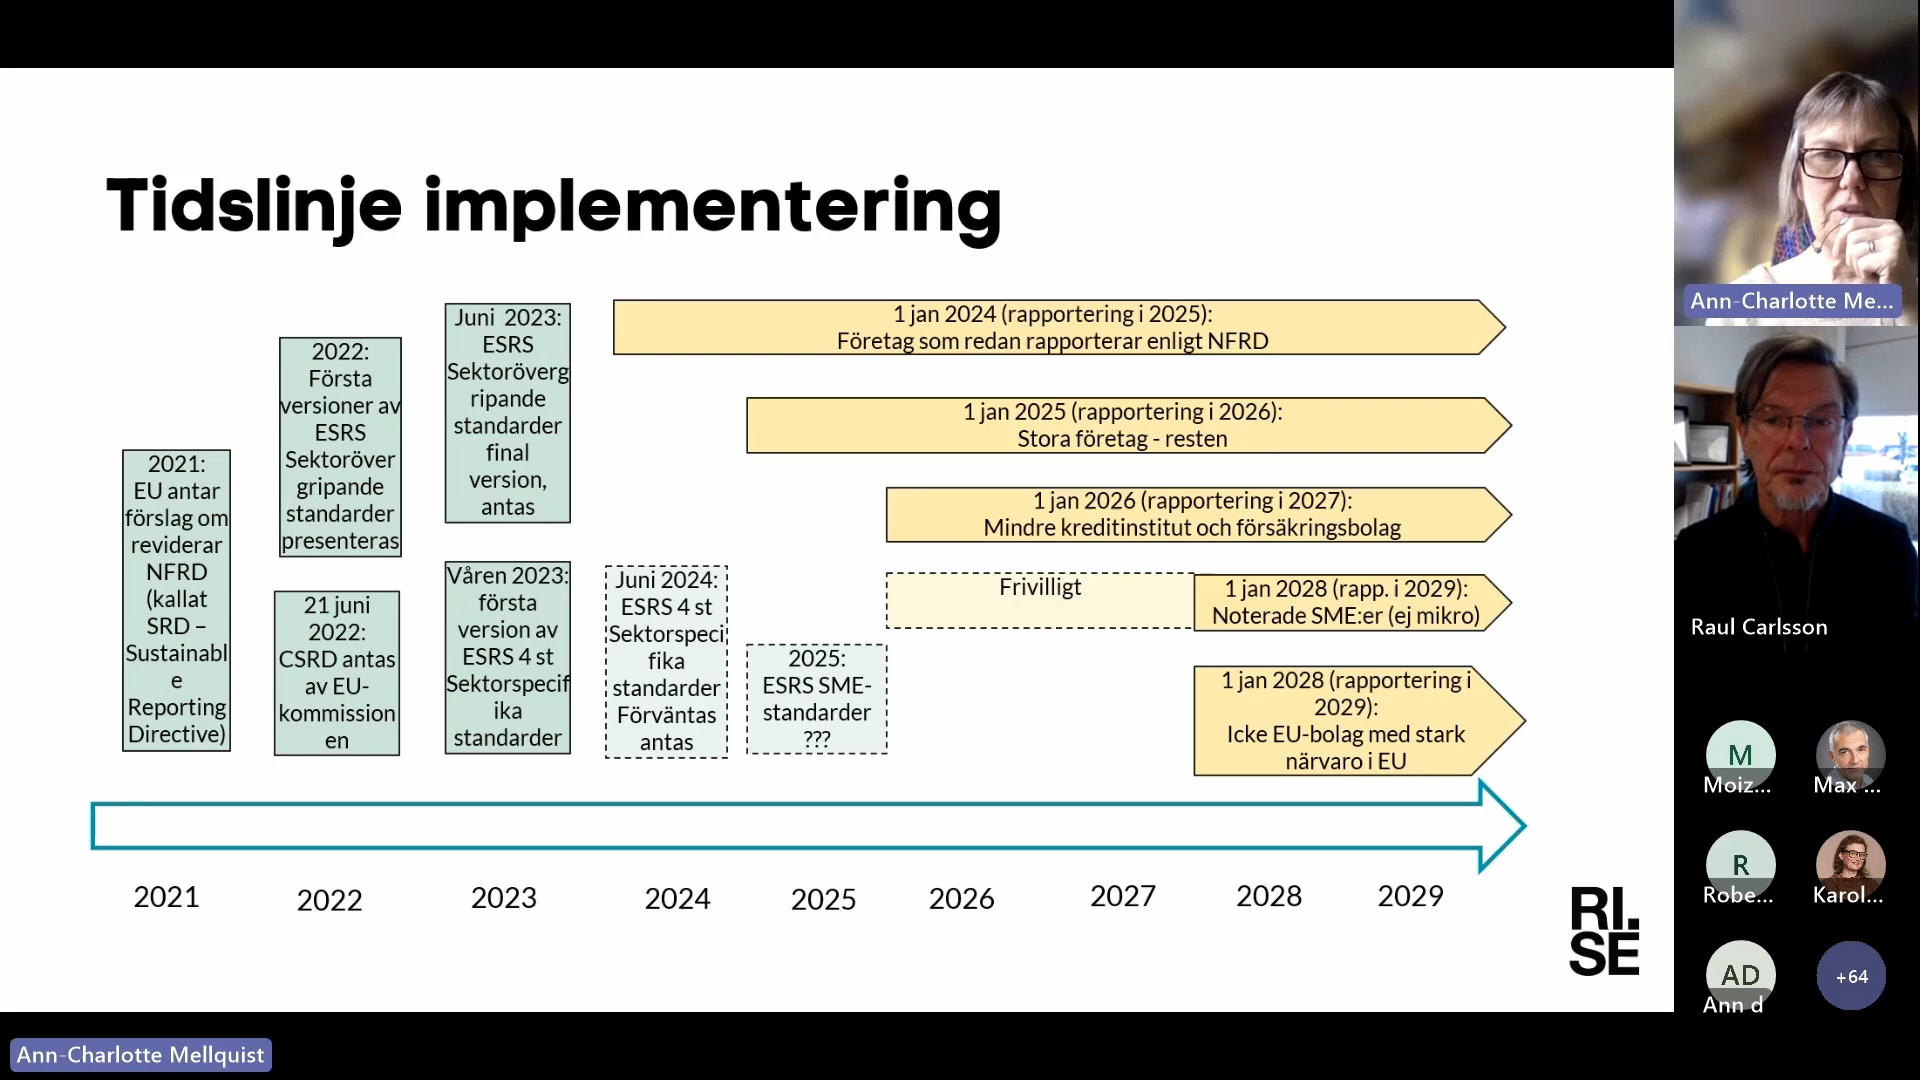 Tidslinje implementering
2021:
EU antar
förslag om
reviderar
NFRD
(kallat
SRD –
Sustainabl
e
Reporting
Directive)
2022:
Första
versioner av
ESRS
Sektoröver
gripande
standarder
presenteras
21 juni
2022:
CSRD antas
av EU-
kommission
en
Juni 2023:
ESRS
Sektoröverg
ripande
standarder
final
version,
antas
Våren 2023:
första
version av
ESRS 4 st
Sektorspecif
ika
standarder
Juni 2024:
ESRS 4 st
Sektorspeci
fika
standarder
Förväntas
antas
2025:
ESRS SME-
standarder
???
1 jan 2024 (rapportering i 2025):
Företag som redan rapporterar enligt NFRD
1 jan 2025 (rapportering i 2026):
Stora företag - resten
1 jan 2026 (rapportering i 2027):
Mindre kreditinstitut och försäkringsbolag
Frivilligt
1 jan 2028 (rapp. i 2029):
Noterade SME:er (ej mikro)
1 jan 2028 (rapportering i
2029):
Icke EU-bolag med stark
närvaro i EU
2021 2022 2023 2024 2025 2026 2027 2028 2029
RI.
SE
Ann-Charlotte Me...
Raul Carlsson
M
Moiz...
Max ...
R
Robe...
Karol...
AD
Ann d
+64
Ann-Charlotte Mellquist